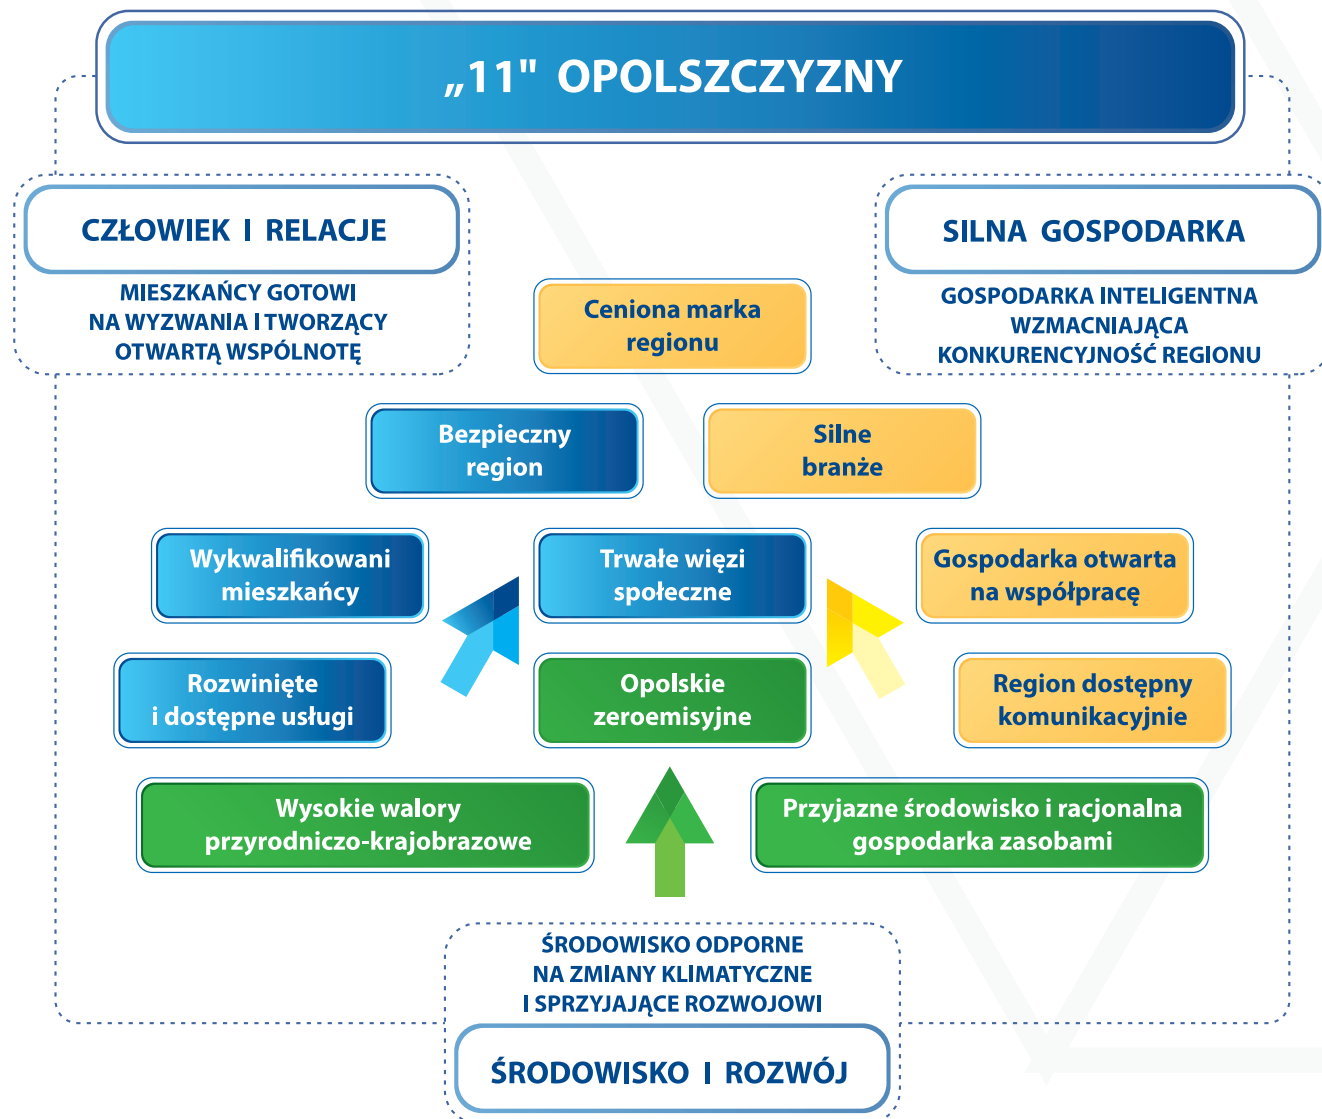 „11" OPOLSZCZYZNY
CZŁOWIEK I RELACJE
MIESZKAŃCY GOTOWI
NA WYZWANIA I TWORZĄCY
OTWARTĄ WSPÓLNOTĘ
SILNA GOSPODARKA
GOSPODARKA INTELIGENTNA
WZMACNIAJĄCA
KONKURENCYJNOŚĆ REGIONU
Ceniona marka
regionu
Bezpieczny
region
Silne
branże
Wykwalifikowani
mieszkańcy
Trwałe więzi
społeczne
Gospodarka otwarta
na współpracę
Rozwinięte
i dostępne usługi
Opolskie
zeroemisyjne
Region dostępny
komunikacyjnie
Wysokie walory
przyrodniczo-krajobrazowe
Przyjazne środowisko i racjonalna
gospodarka zasobami
ŚRODOWISKO ODPORNE
NA ZMIANY KLIMATYCZNE
I SPRZYJAJĄCE ROZWOJOWI
ŚRODOWISKO I ROZWÓJ